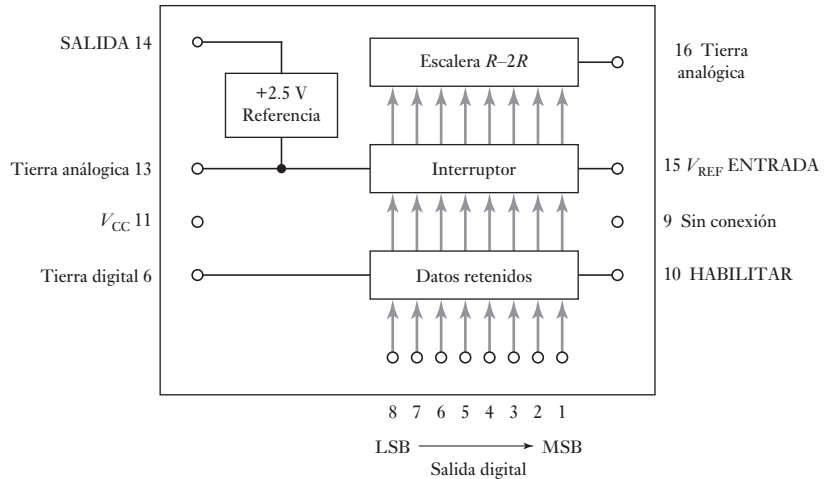 SALIDA 14
Escalera R–2R
16 Tierra
analógica
+2.5 V
Referencia
Tierra análogica 13
Interruptor
15 VREF ENTRADA
VCC 11
9 Sin conexión
Tierra digital 6
Datos retenidos
10 HABILITAR
8 7 6 5 4 3 2 1
LSB MSB
Salida digital